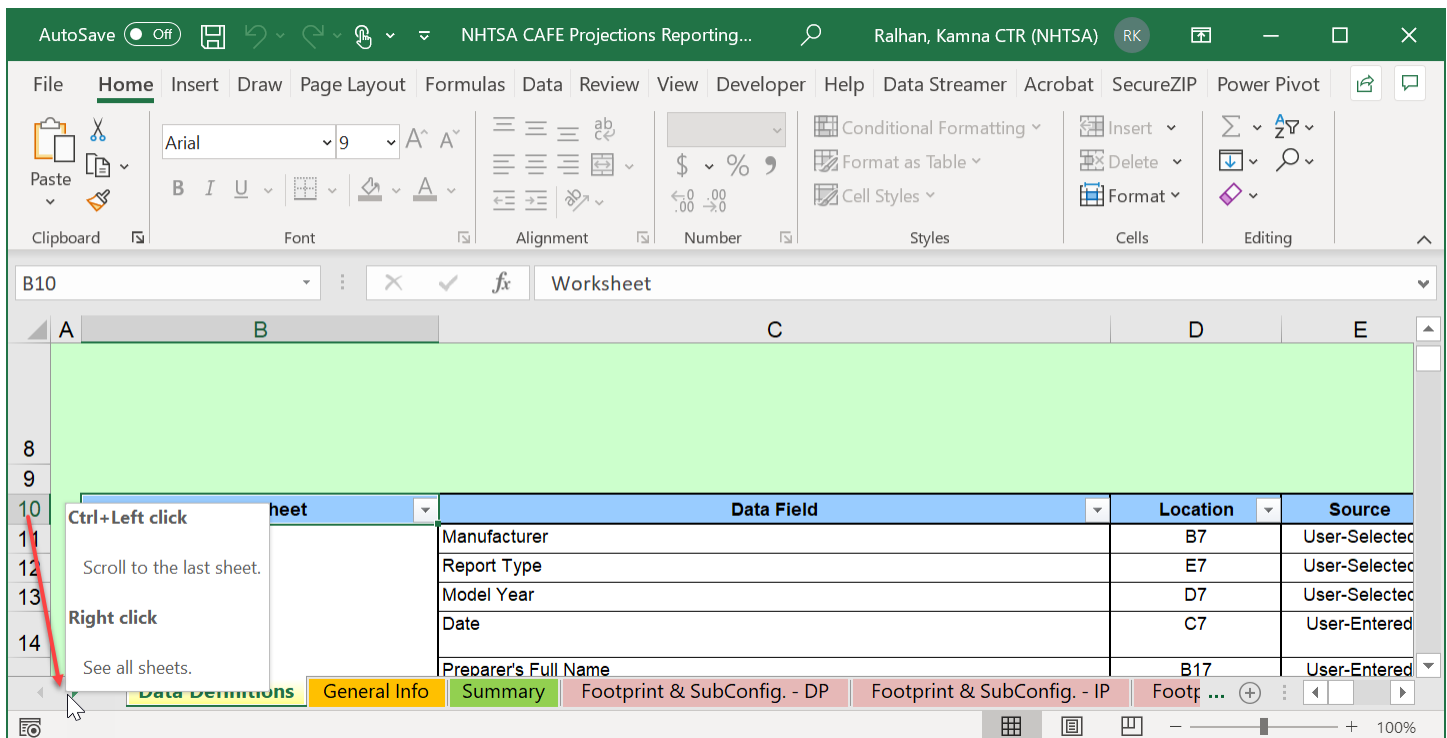 AutoSave Off NHTSA CAFE Projections Reporting... Ralhan, Kamna CTR (NHTSA) RK
File Home Insert Draw Page Layout Formulas Data Review View Developer Help Data Streamer Acrobat SecureZIP Power Pivot
Paste
Arial 9
B I U A
$ % 9
Conditional Formatting
Format as Table
Cell Styles
Insert
Delete
Format
Clipboard Font Alignment Number Styles Cells Editing
B10 fx Worksheet
A B C D E
8
9
10 heet Data Field Location Source
11 Manufacturer B7 User-Selected
12 Report Type E7 User-Selected
13 Model Year D7 User-Selected
14 Date C7 User-Entered
Preparer's Full Name B17 User-Entered
Ctrl+Left click
Scroll to the last sheet.
Right click
See all sheets.
Data Definitions General Info Summary Footprint & SubConfig. - DP Footprint & SubConfig. - IP Footp ...
100%